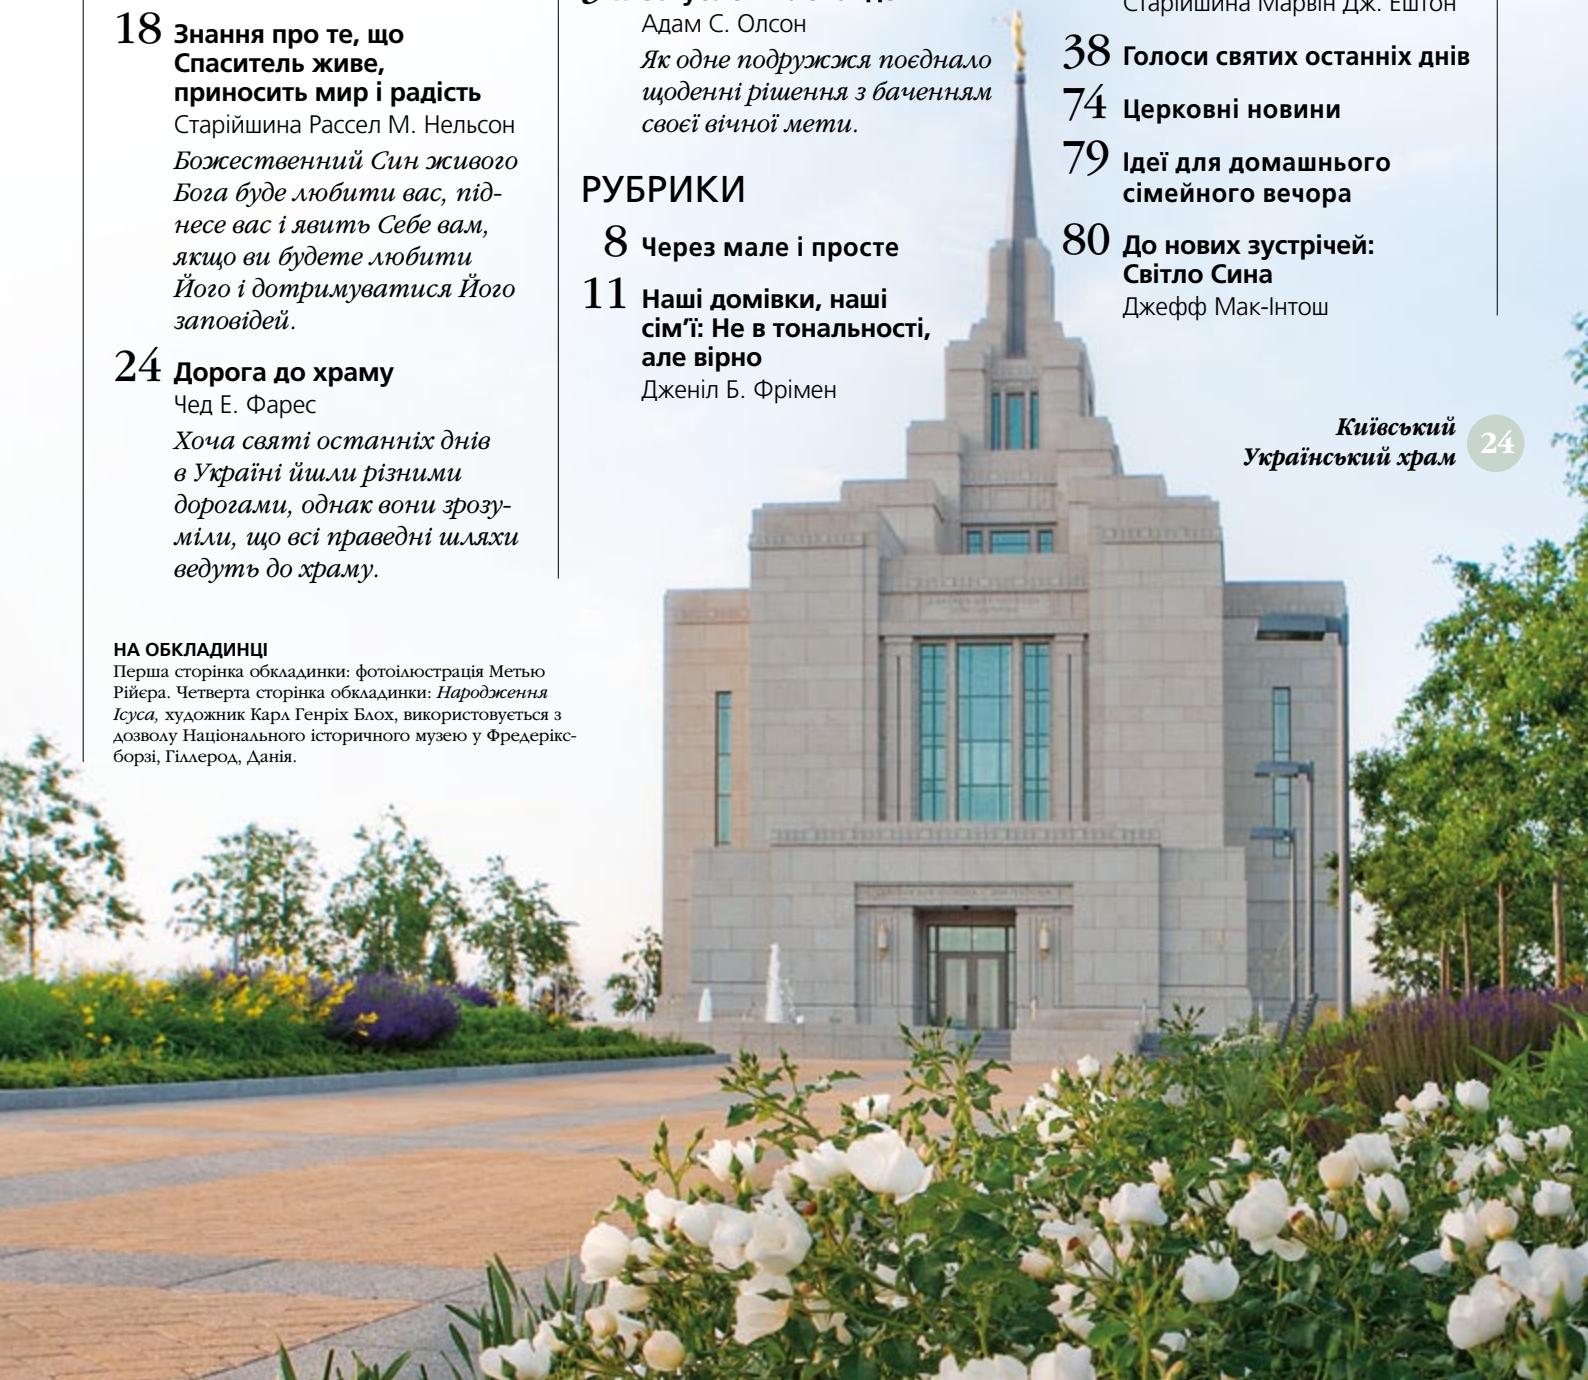 18 Знання про те, що
Спаситель живе,
приносить мир і радість
Старійшина Рассел М. Нельсон
Божественний Син живого
Бога буде любити вас, під-
несе вас і явить Себе вам,
якщо ви будете любити
Його і дотримуватися Його
заповідей.
24 Дорога до храму
Чед Е. Фарес
Хоча святі останніх днів
в Україні йшли різними
дорогами, однак вони зрозу-
міли, що всі праведні шляхи
ведуть до храму.
НА ОБКЛАДИНЦІ
Перша сторінка обкладинки: фотоілюстрація Метью
Рійєра. Четверта сторінка обкладинки: Народження
Ісуса, художник Карл Генріх Блох, використовується з
дозволу Національного історичного музею у Фредерікс-
борзі, Гіллерод, Данія.
Адам С. Олсон
Як одне подружжя поєднало
щоденні рішення з баченням
своєї вічної мети.
РУБРИКИ
8 Через мале і просте
11 Наші домівки, наші
сім’ї: Не в тональності,
але вірно
Дженіл Б. Фрімен
Старійшина Марвін Дж. Ештон
38 Голоси святих останніх днів
74 Церковні новини
79 Ідеї для домашнього
сімейного вечора
80 До нових зустрічей:
Світло Сина
Джефф Мак-Інтош
Київський
Український храм 24